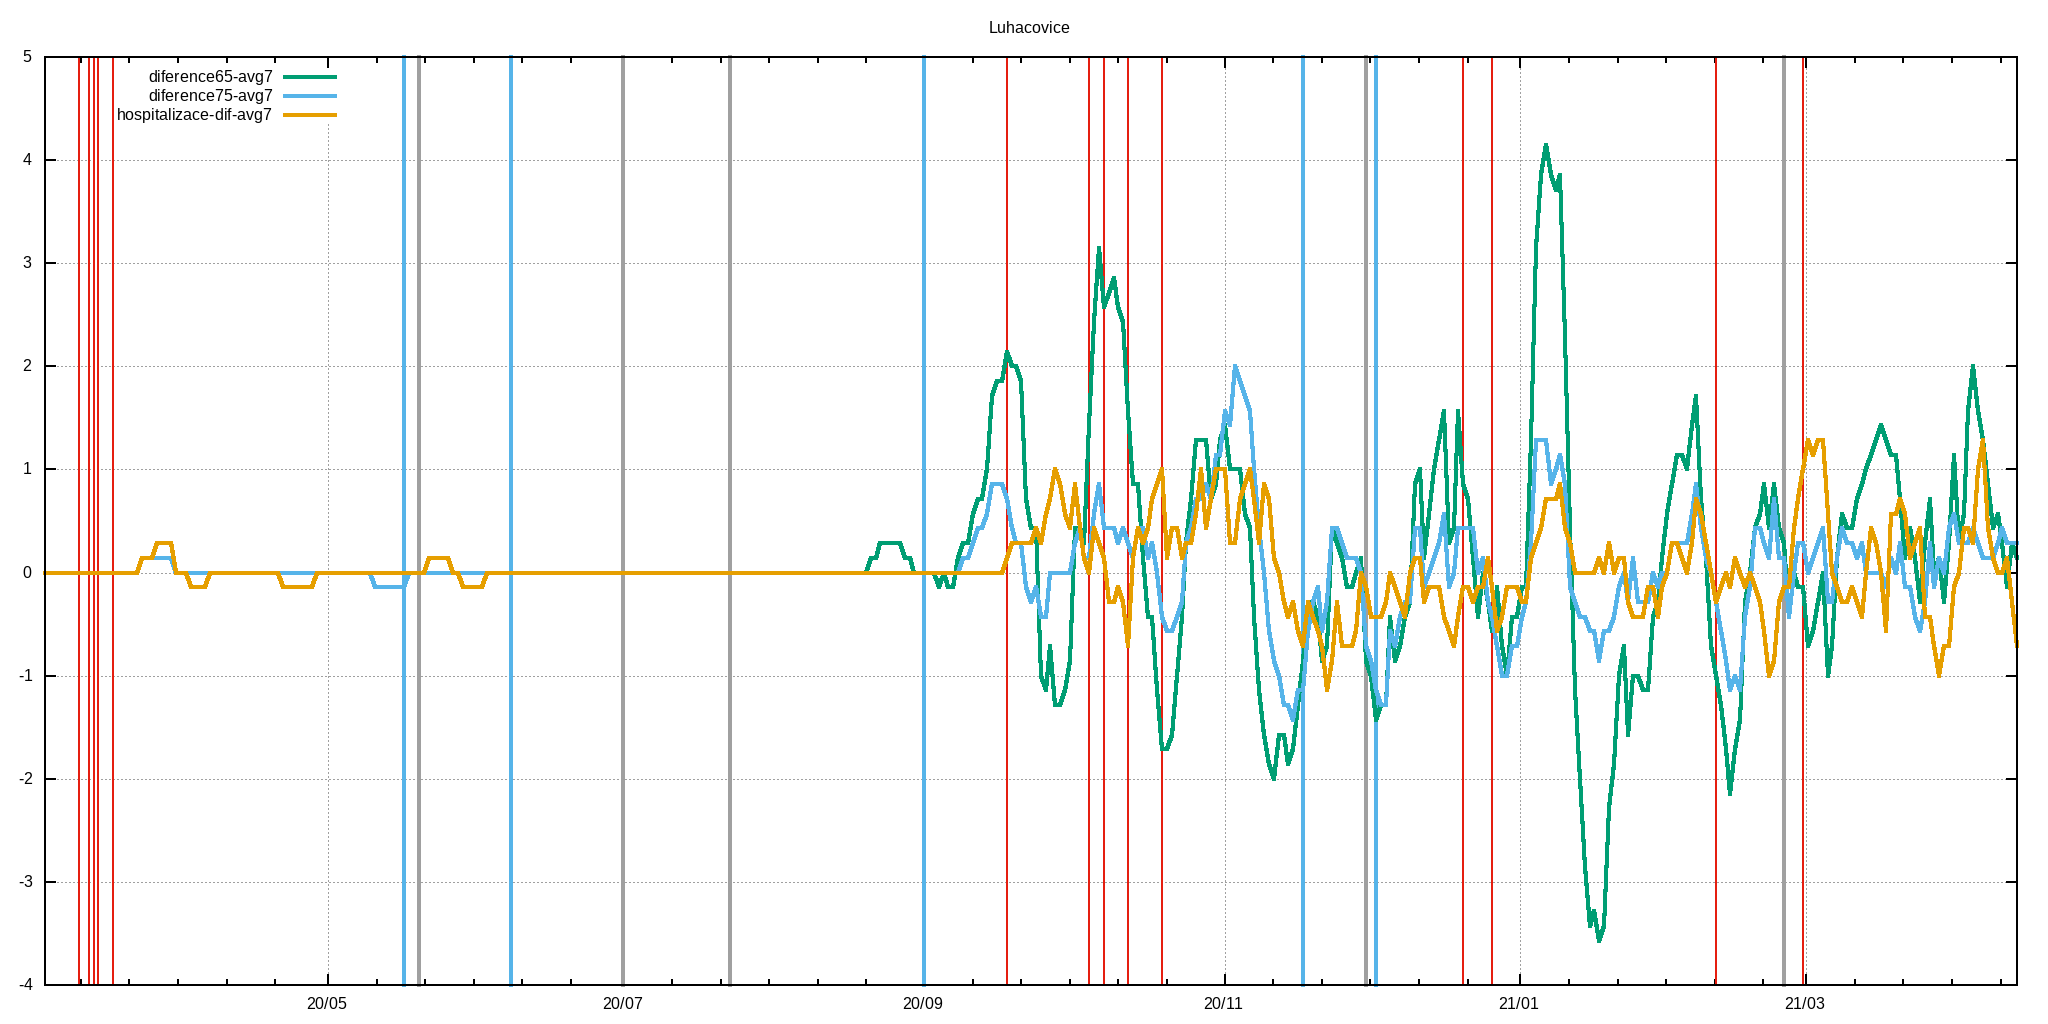 Luhacovice
5
diference65-avg7
diference75-avg7
hospitalizace-dif-avg7
4
3
2
1
0
-1
-2
-3
-4
20/05 20/07 20/09 20/11 21/01 21/03